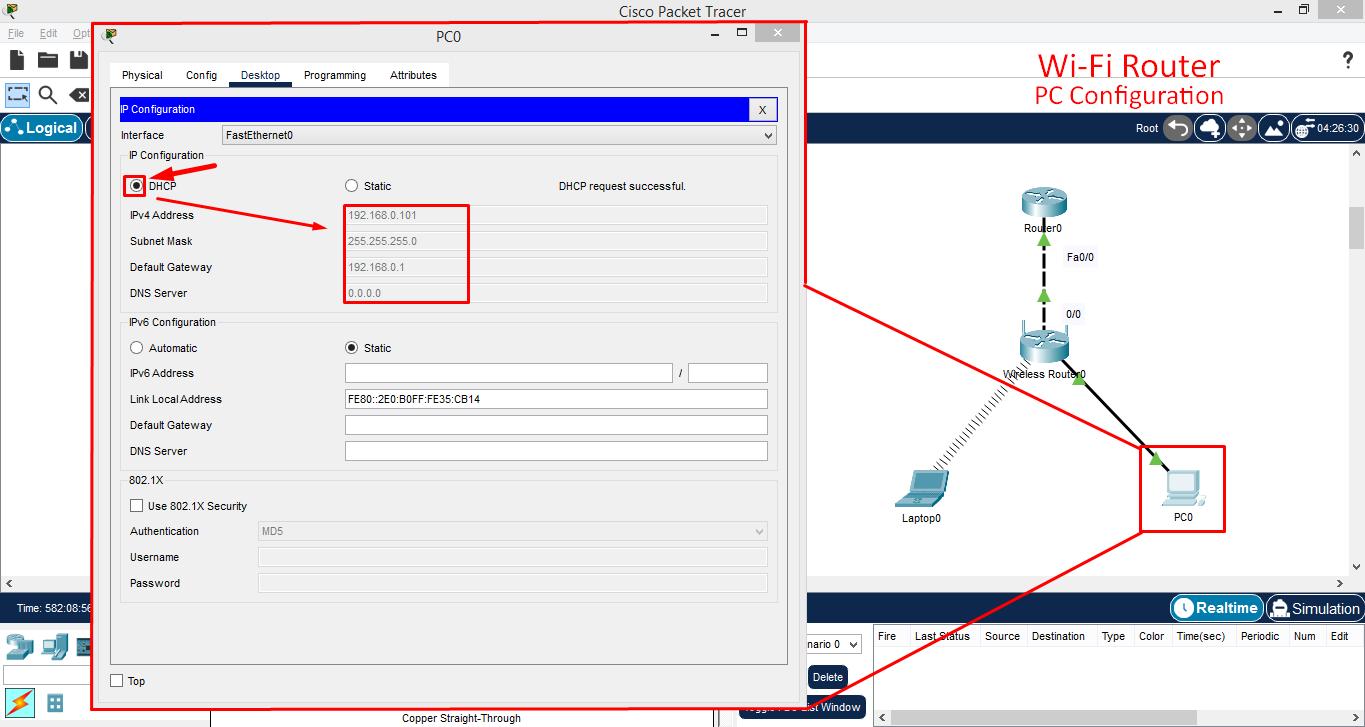 Cisco Packet Tracer
File Edit Opt
PC0
Wi-Fi Router
PC Configuration
?
Physical Config Desktop Programming Attributes
IP Configuration X
Logical
Root 04:26:30
Interface FastEthernet0
IP Configuration
DHCP Static DHCP request successful.
IPv4 Address 192.168.0.101
Subnet Mask 255.255.255.0
Default Gateway 192.168.0.1
DNS Server 0.0.0.0
IPv6 Configuration
Automatic Static
IPv6 Address /
Link Local Address FE80::2E0:B0FF:FE35:CB14
Default Gateway
DNS Server
802.1X
Use 802.1X Security
Authentication MD5
Username
Password
Top
Router0
Fa0/0
0/0
Wireless Router0
Laptop0
PC0
Time: 582:08:56
Realtime Simulation
nario 0
Fire Last Status Source Destination Type Color Time(sec) Periodic Num Edit
Delete
List Window
Copper Straight-Through